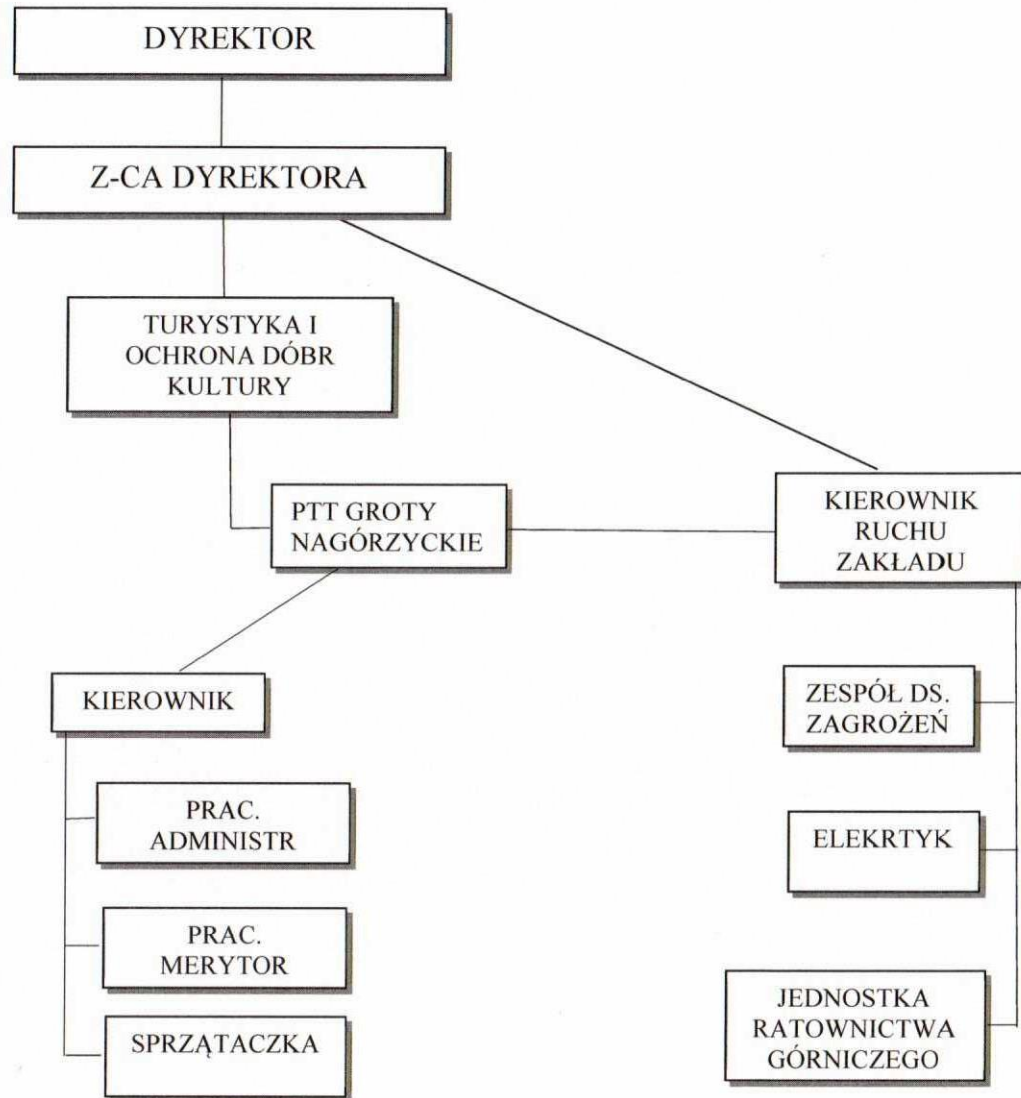 DYREKTOR
Z-CA DYREKTORA
TURYSTYKA I
OCHRONA DÓBR
KULTURY
PTT GROTY
NAGÓRZYCKIE
KIEROWNIK
RUCHU
ZAKŁADU
KIEROWNIK
PRAC.
ADMINISTR
PRAC.
MERYTOR
SPRZĄTACZKA
ZESPÓŁ DS.
ZAGROŻEŃ
ELEKRTYK
JEDNOSTKA
RATOWNICTWA
GÓRNICZEGO